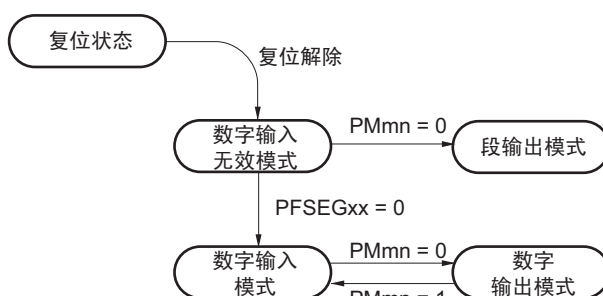 复位状态
复位解除
数字输入
无效模式
PMmn = 0
段输出模式
PFSEGxx = 0
数字输入
模式
PMmn = 0
PMmn = 1
数字
输出模式